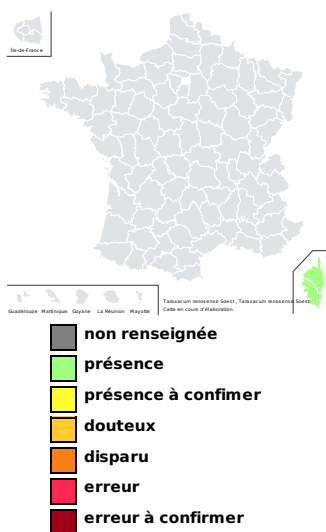 Île-de-France
Guadeloupe Martinique Guyane La Réunion Mayotte
Taraxacum renosense Soest , Taraxacum renosense Soest
Carte en cours d'élaboration.
non renseignée
présence
présence à confimer
douteux
disparu
erreur
erreur à confirmer